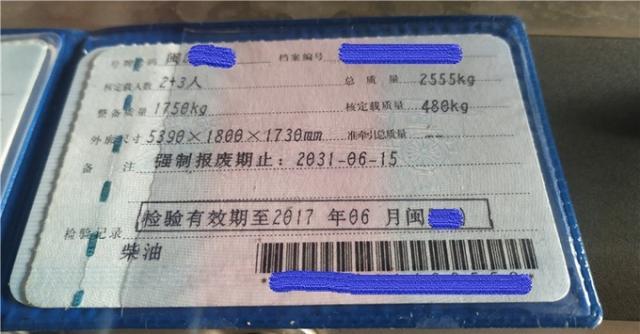 号牌号码 闽 档案编号
核定载人数 2+3人 总质量 2555kg
整备质量 1750kg 核定载质量 480kg
外廓尺寸 5390×1800×1730mm 准牵引总质量 --
备注 强制报废期止：2031-06-15
检验记录 检验有效期至2017 年06 月闽
柴油